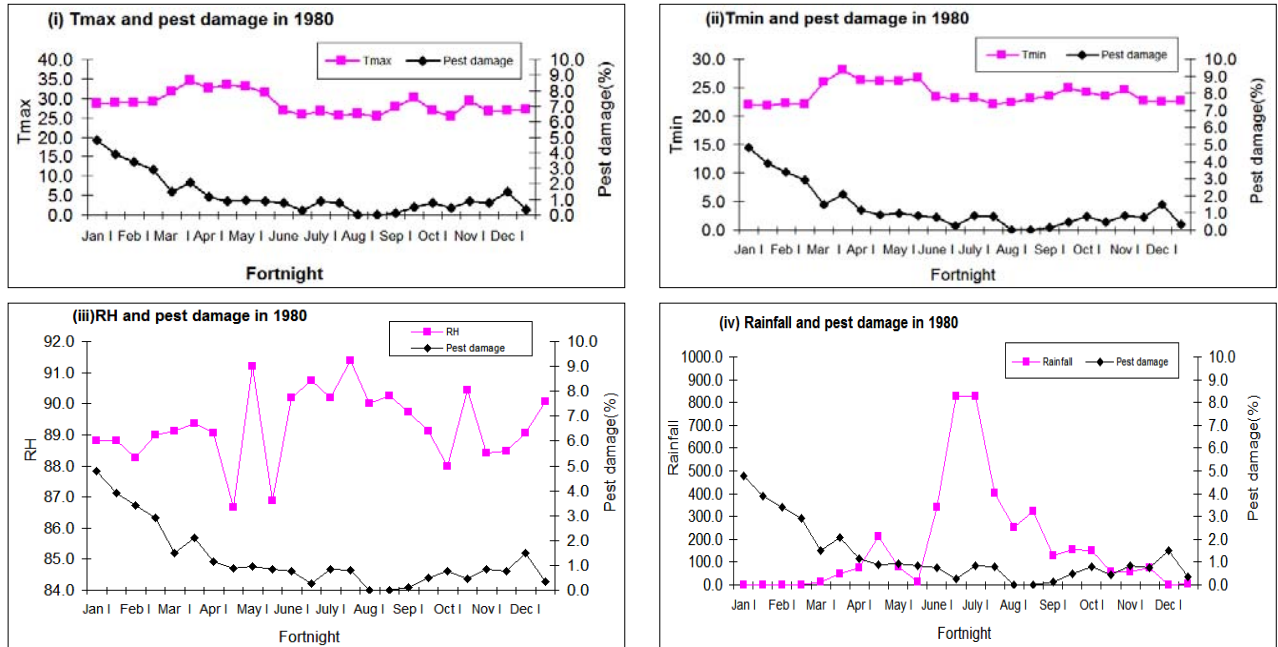 (i) Tmax and pest damage in 1980
Tmax
Pest damage
40.0
35.0
30.0
25.0
20.0
15.0
10.0
5.0
0.0
Tmax
10.0
9.0
8.0
7.0
6.0
5.0
4.0
3.0
2.0
1.0
0.0
Pest damage(%)
Jan I Feb I Mar I Apr I May I June July I Aug I Sep I Oct I Nov I Dec I
Fortnight
(ii)Tmin and pest damage in 1980
Tmin
Pest damage
30.0
25.0
20.0
15.0
10.0
5.0
0.0
Tmin
10.0
9.0
8.0
7.0
6.0
5.0
4.0
3.0
2.0
1.0
0.0
Pest damage(%)
Jan I Feb I Mar I Apr I May I June I July I Aug I Sep I Oct I Nov I Dec I
Fortnight
(iii)RH and pest damage in 1980
RH
Pest damage
92.0
91.0
90.0
89.0
88.0
87.0
86.0
85.0
84.0
RH
10.0
9.0
8.0
7.0
6.0
5.0
4.0
3.0
2.0
1.0
0.0
Pest damage(%)
Jan I Feb I Mar I Apr I May I June I July I Aug I Sep I Oct I Nov I Dec I
Fortnight
(iv) Rainfall and pest damage in 1980
Rainfall
Pest damage
1000.0
900.0
800.0
700.0
600.0
500.0
400.0
300.0
200.0
100.0
0.0
Rainfall
10.0
9.0
8.0
7.0
6.0
5.0
4.0
3.0
2.0
1.0
0.0
Pest damage(%)
Jan I Feb I Mar I Apr I May I June I July I Aug I Sep I Oct I Nov I Dec I
Fortnight